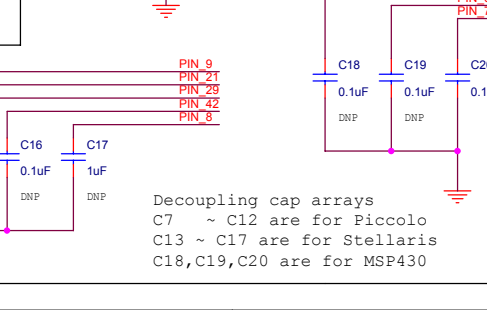 PIN_7
PIN_9
PIN_21
PIN_29
PIN_42
PIN_8
C18
0.1uF
DNP
C19
0.1uF
DNP
C16
0.1uF
DNP
C17
1uF
DNP
Decoupling cap arrays
C7 ~ C12 are for Piccolo
C13 ~ C17 are for Stellaris
C18,C19,C20 are for MSP430